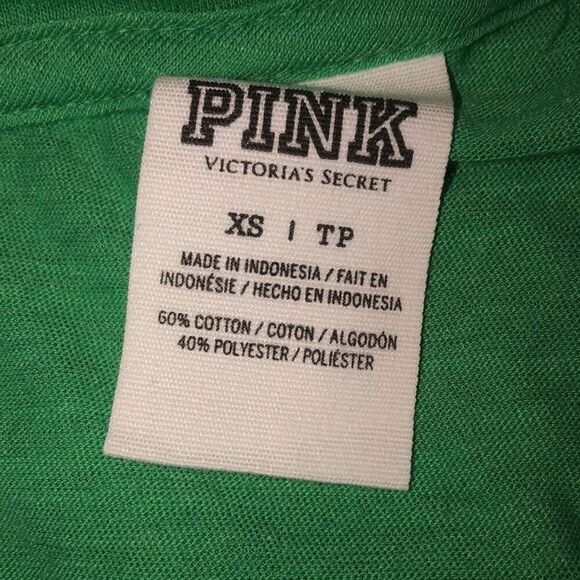 PINK
VICTORIA'S SECRET
XS | TP
MADE IN INDONESIA / FAIT EN
INDONÉSIE / HECHO EN INDONESIA
60% COTTON / COTON / ALGODÓN
40% POLYESTER / POLIÉSTER